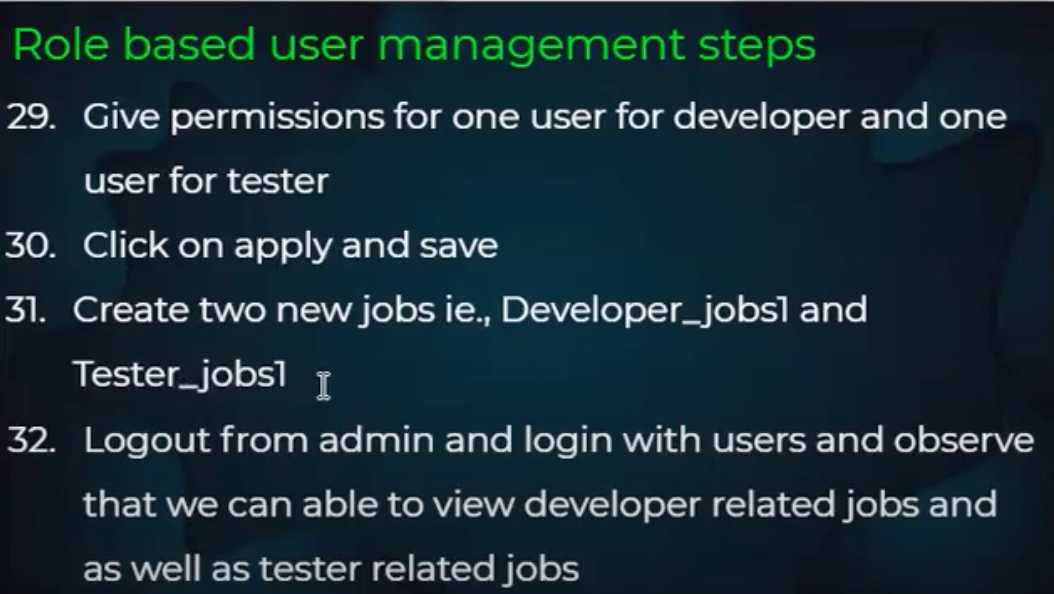 Role based user management steps
29. Give permissions for one user for developer and one
user for tester
30. Click on apply and save
31. Create two new jobs ie., Developer_jobs1 and
Tester_jobs1
32. Logout from admin and login with users and observe
that we can able to view developer related jobs and
as well as tester related jobs